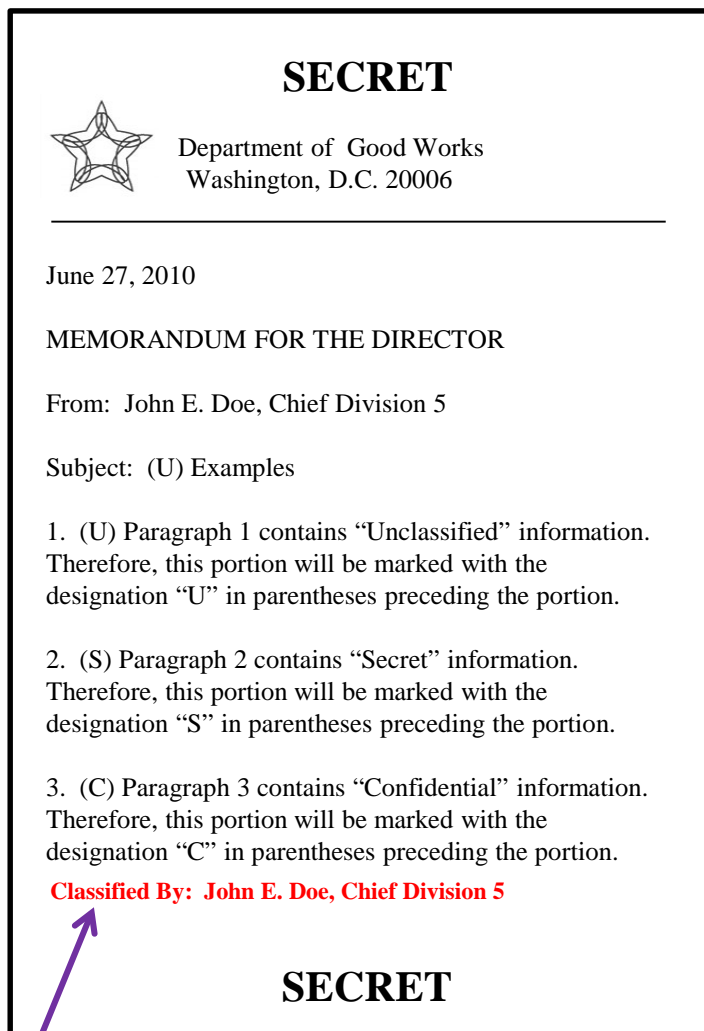 SECRET
Department of Good Works
Washington, D.C. 20006
June 27, 2010
MEMORANDUM FOR THE DIRECTOR
From: John E. Doe, Chief Division 5
Subject: (U) Examples
1. (U) Paragraph 1 contains “Unclassified” information.
Therefore, this portion will be marked with the
designation “U” in parentheses preceding the portion.
2. (S) Paragraph 2 contains “Secret” information.
Therefore, this portion will be marked with the
designation “S” in parentheses preceding the portion.
3. (C) Paragraph 3 contains “Confidential” information.
Therefore, this portion will be marked with the
designation “C” in parentheses preceding the portion.
Classified By: John E. Doe, Chief Division 5
SECRET